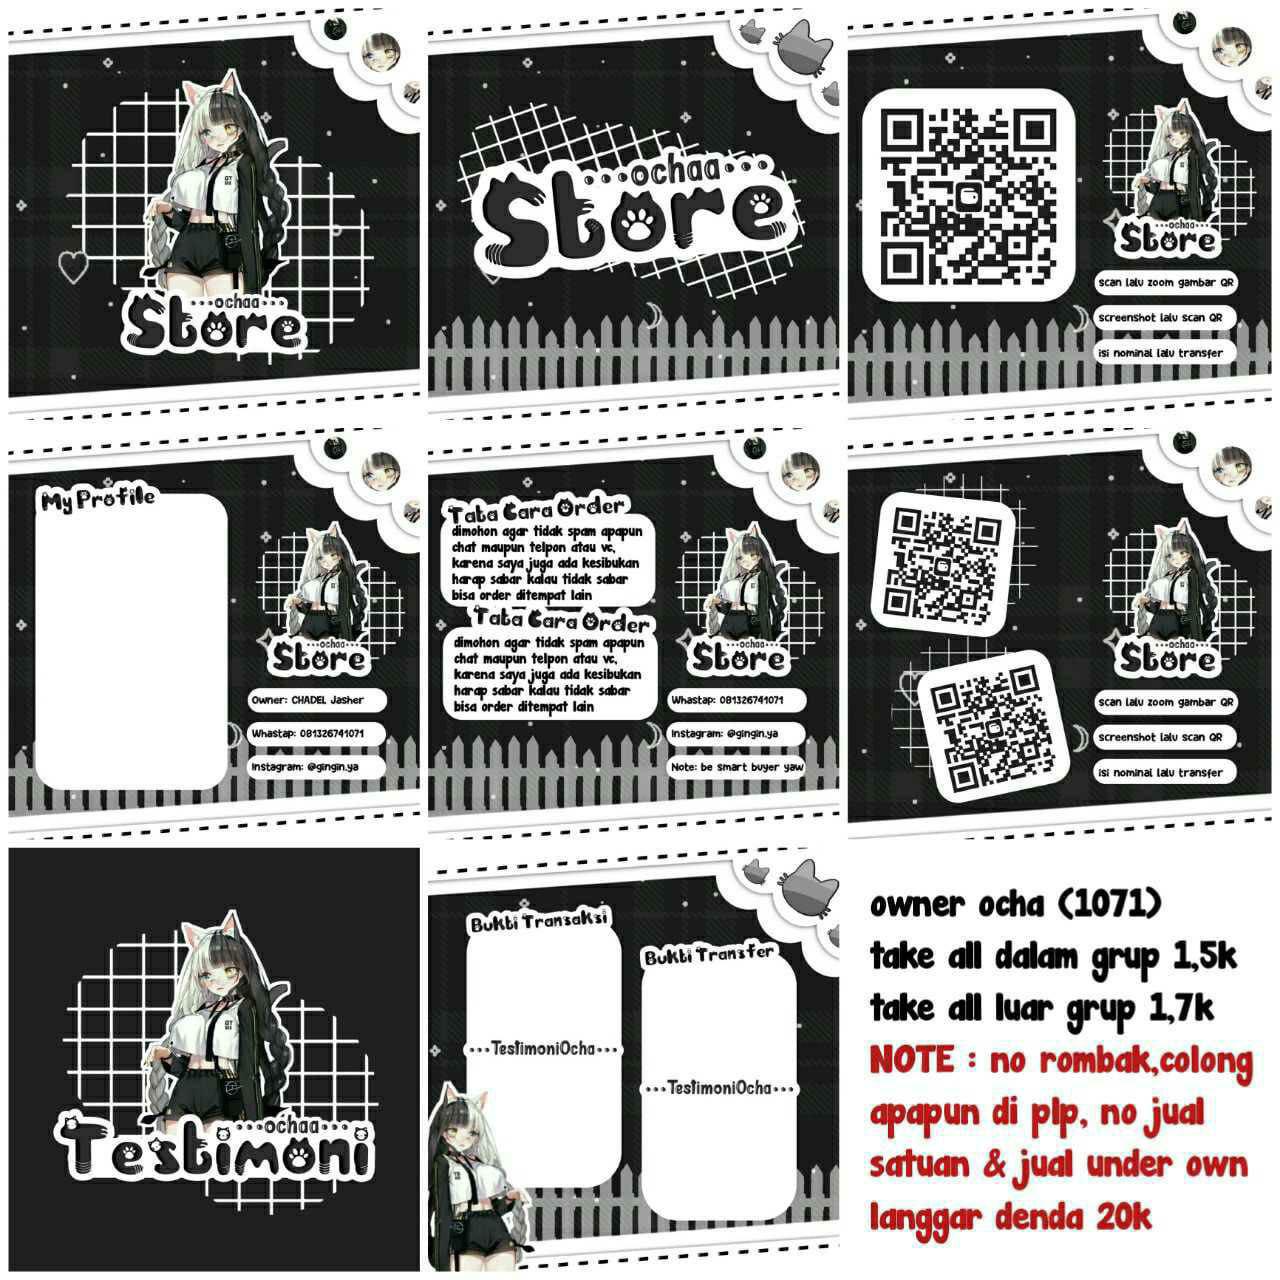 ...ochaa...
Store
...ochaa...
Store
...ochaa...
Store
scan lalu zoom gambar QR
screenshot lalu scan QR
isi nominal lalu transfer
My Profile
...ochaa...
Store
Owner: CHADEL Jasher
Whastap: 081326741071
Instagram: @gingin.ya
Tata Cara Order
dimohon agar tidak spam apapun
chat maupun telpon atau vc,
karena saya juga ada kesibukan
harap sabar kalau tidak sabar
bisa order ditempat lain
Tata Cara Order
dimohon agar tidak spam apapun
chat maupun telpon atau vc,
karena saya juga ada kesibukan
harap sabar kalau tidak sabar
bisa order ditempat lain
...ochaa...
Store
Whastap: 081326741071
Instagram: @gingin.ya
Note: be smart buyer yaw
...ochaa...
Store
scan lalu zoom gambar QR
screenshot lalu scan QR
isi nominal lalu transfer
...ochaa...
Testimoni
Bukti Transaksi
...TestimoniOcha...
Bukti Transfer
...TestimoniOcha...
owner ocha (1071)
take all dalam grup 1,5k
take all luar grup 1,7k
NOTE : no rombak,colong
apapun di plp, no jual
satuan & jual under own
langgar denda 20k